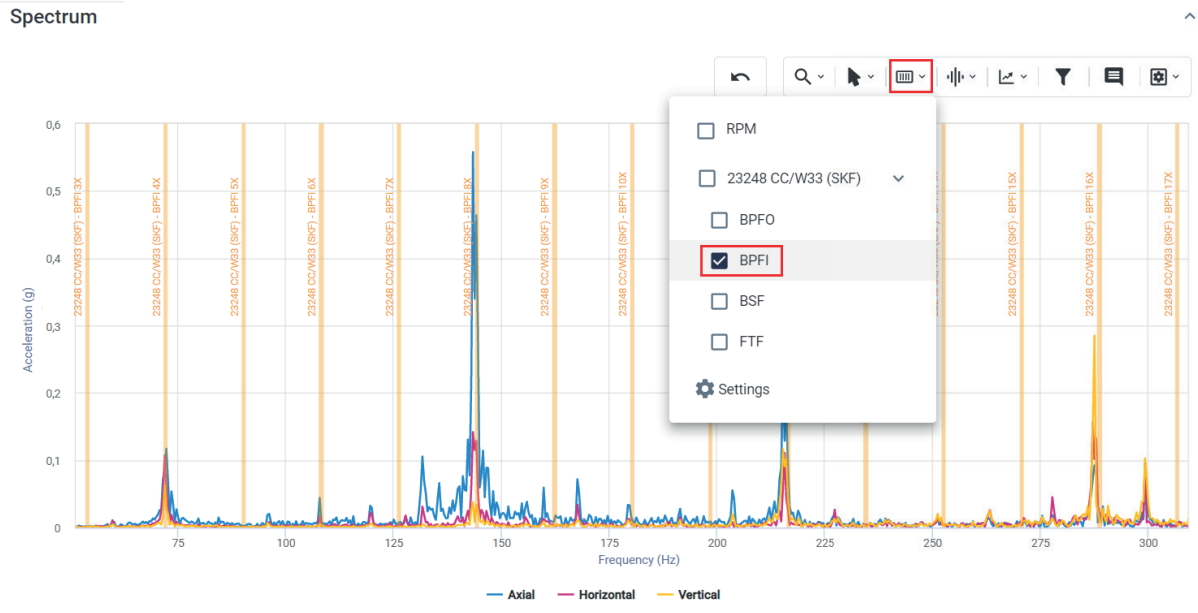 Spectrum
RPM
23248 CC/W33 (SKF)
BPFO
BPFI
BSF
FTF
Settings
Acceleration (g)
0,6
0,5
0,4
0,3
0,2
0,1
0
23248 CC/W33 (SKF) - BPFI 3X
23248 CC/W33 (SKF) - BPFI 4X
23248 CC/W33 (SKF) - BPFI 5X
23248 CC/W33 (SKF) - BPFI 6X
23248 CC/W33 (SKF) - BPFI 7X
23248 CC/W33 (SKF) - BPFI 8X
23248 CC/W33 (SKF) - BPFI 9X
23248 CC/W33 (SKF) - BPFI 10X
23248 CC/W33 (SKF) - BPFI 15X
23248 CC/W33 (SKF) - BPFI 16X
23248 CC/W33 (SKF) - BPFI 17X
75 100 125 150 175 200 225 250 275 300
Frequency (Hz)
Axial Horizontal Vertical